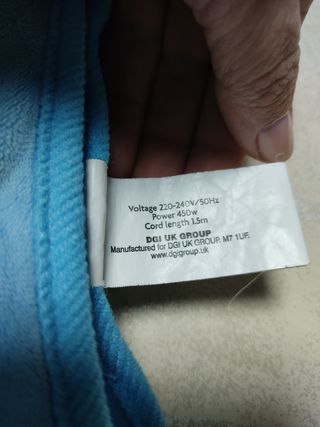 Voltage 220-240V/50Hz
Power 450w
Cord length 1.5m
DGI UK GROUP
Manufactured for DGI UK GROUP. M7 1UF.
www.dgigroup.uk